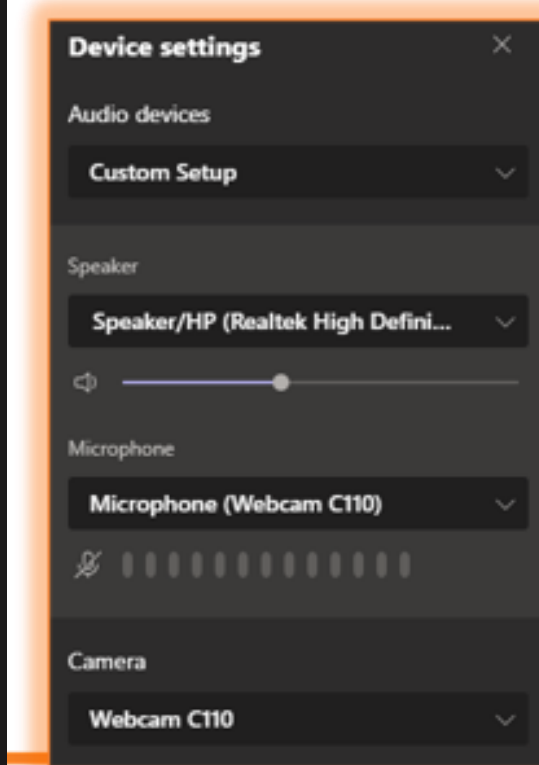 Device settings
Audio devices
Custom Setup
Speaker
Speaker/HP (Realtek High Defini...
Microphone
Microphone (Webcam C110)
Camera
Webcam C110